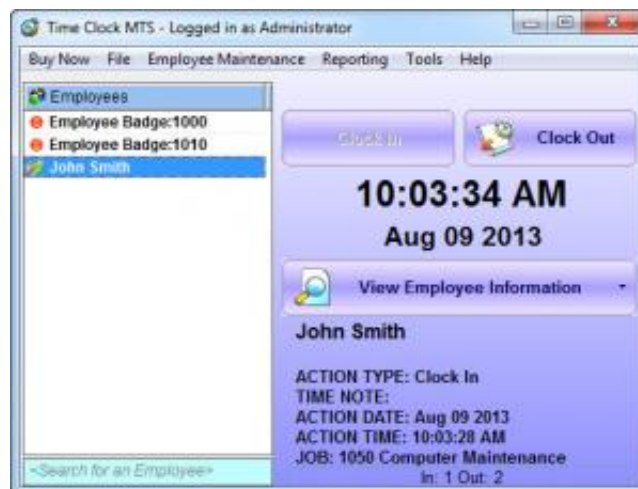 Time Clock MTS - Logged in as Administrator
Buy Now File Employee Maintenance Reporting Tools Help
Employees
Employee Badge:1000
Employee Badge:1010
John Smith
<Search for an Employee>
Clock In
Clock Out
10:03:34 AM
Aug 09 2013
View Employee Information
John Smith
ACTION TYPE: Clock In
TIME NOTE:
ACTION DATE: Aug 09 2013
ACTION TIME: 10:03:28 AM
JOB: 1050 Computer Maintenance
In: 1 Out: 2